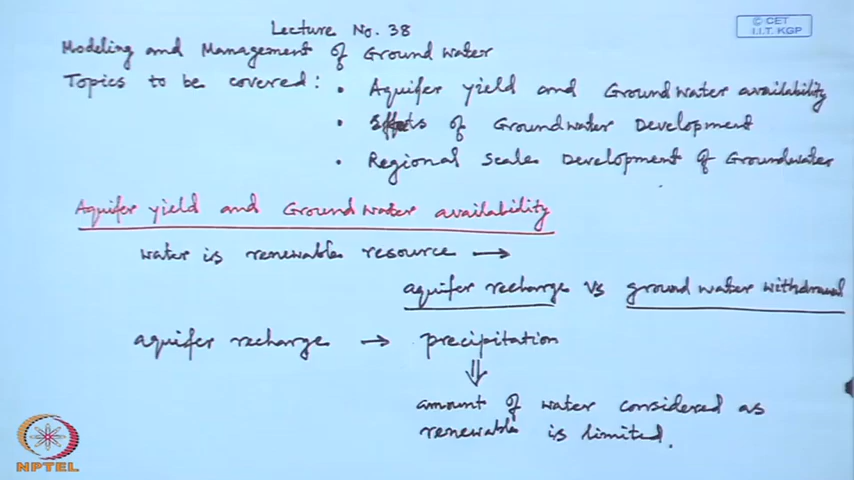 Lecture No. 38
© CET
I.I.T. KGP
Modeling and Management of Ground water
Topics to be covered : • Aquifer yield and Groundwater availability
• Effects of Groundwater Development
• Regional Scale Development of Groundwater
Aquifer yield and Groundwater availability
water is renewable resource →
aquifer recharge vs ground water withdrawal
aquifer recharge → precipitation
⇓
amount of water considered as
renewable is limited.
NPTEL